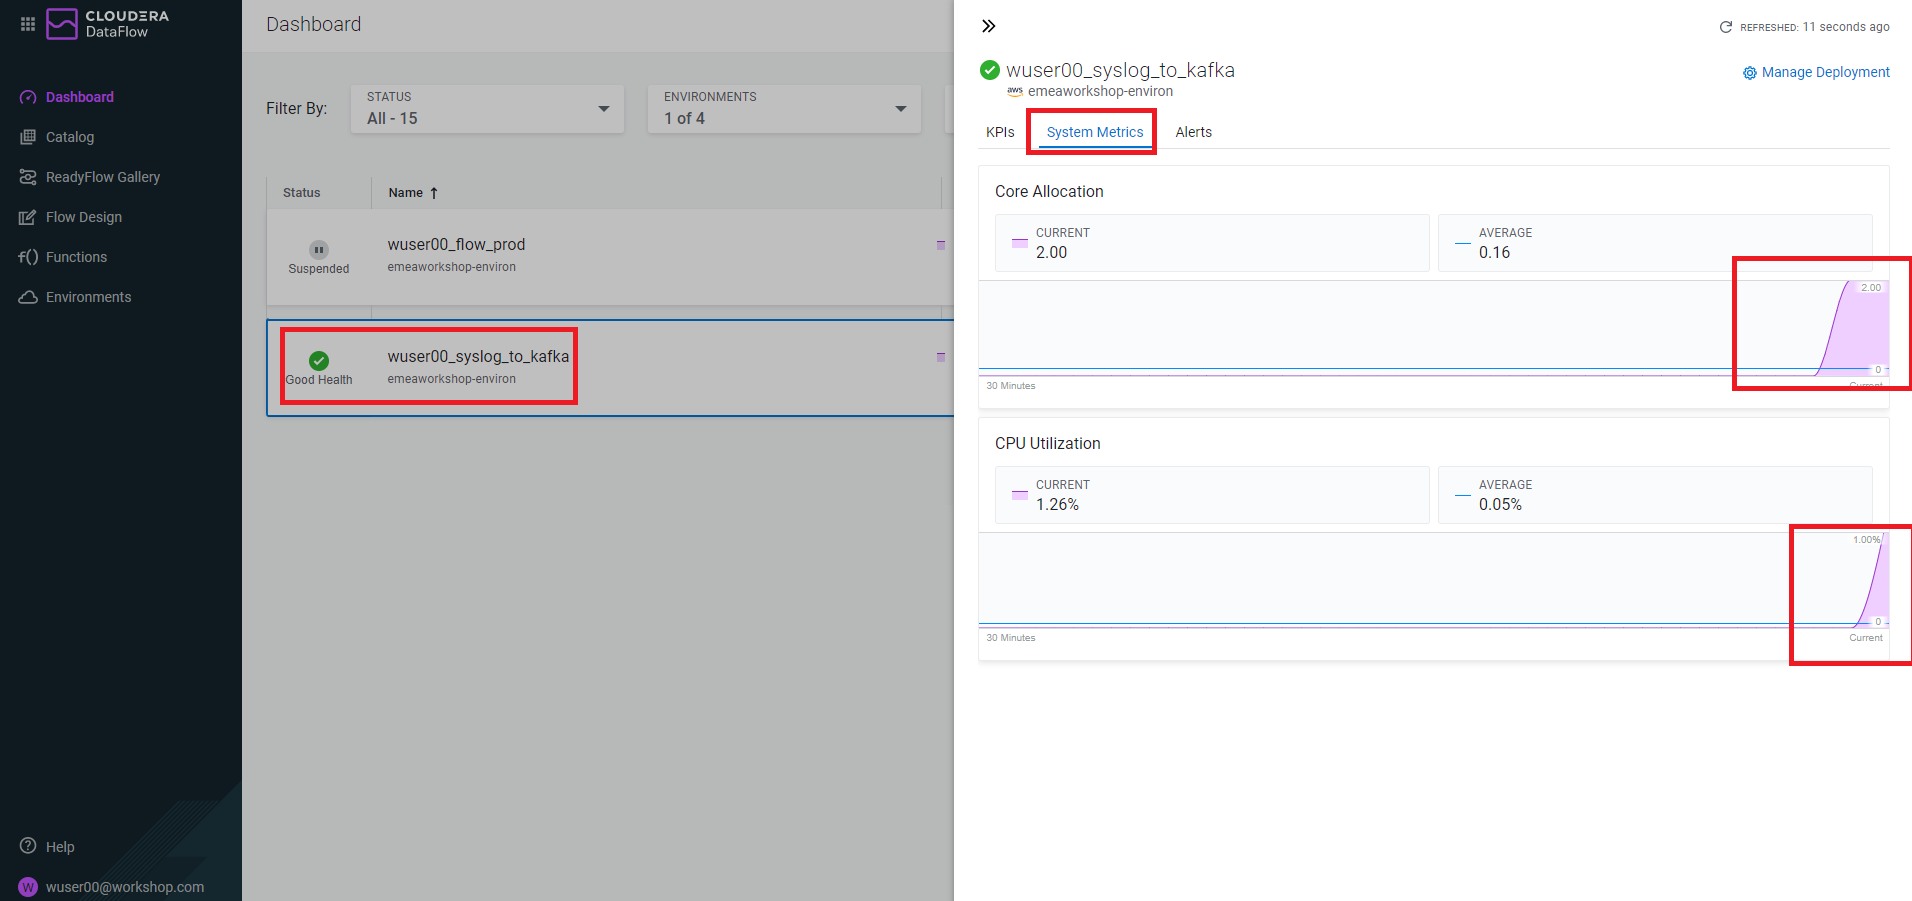 CLOUDERA
DataFlow
Dashboard
Catalog
ReadyFlow Gallery
Flow Design
Functions
Environments
Help
W
wuser00@workshop.com
Dashboard
Filter By:
STATUS
All - 15
ENVIRONMENTS
1 of 4
Status
Name
wuser00_flow_prod
Suspended
emeaworkshop-environ
wuser00_syslog_to_kafka
Good Health
emeaworkshop-environ
REFRESHED: 11 seconds ago
wuser00_syslog_to_kafka
Manage Deployment
aws emeaworkshop-environ
KPIs
System Metrics
Alerts
Core Allocation
CURRENT
2.00
AVERAGE
0.16
2.00
0
30 Minutes
Current
CPU Utilization
CURRENT
1.26%
AVERAGE
0.05%
1.00%
0
30 Minutes
Current